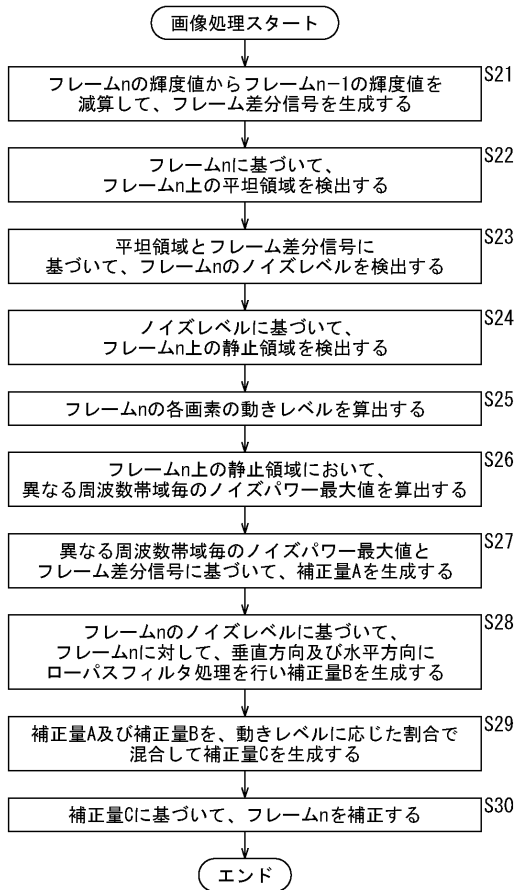 画像処理スタート
S21
フレームnの輝度値からフレームn-1の輝度値を
減算して、フレーム差分信号を生成する
S22
フレームnに基づいて、
フレームn上の平坦領域を検出する
S23
平坦領域とフレーム差分信号に
基づいて、フレームnのノイズレベルを検出する
S24
ノイズレベルに基づいて、
フレームn上の静止領域を検出する
S25
フレームnの各画素の動きレベルを算出する
S26
フレームn上の静止領域において、
異なる周波数帯域毎のノイズパワー最大値を算出する
S27
異なる周波数帯域毎のノイズパワー最大値と
フレーム差分信号に基づいて、補正量Aを生成する
S28
フレームnのノイズレベルに基づいて、
フレームnに対して、垂直方向及び水平方向に
ローパスフィルタ処理を行い補正量Bを生成する
S29
補正量A及び補正量Bを、動きレベルに応じた割合で
混合して補正量Cを生成する
S30
補正量Cに基づいて、フレームnを補正する
エンド